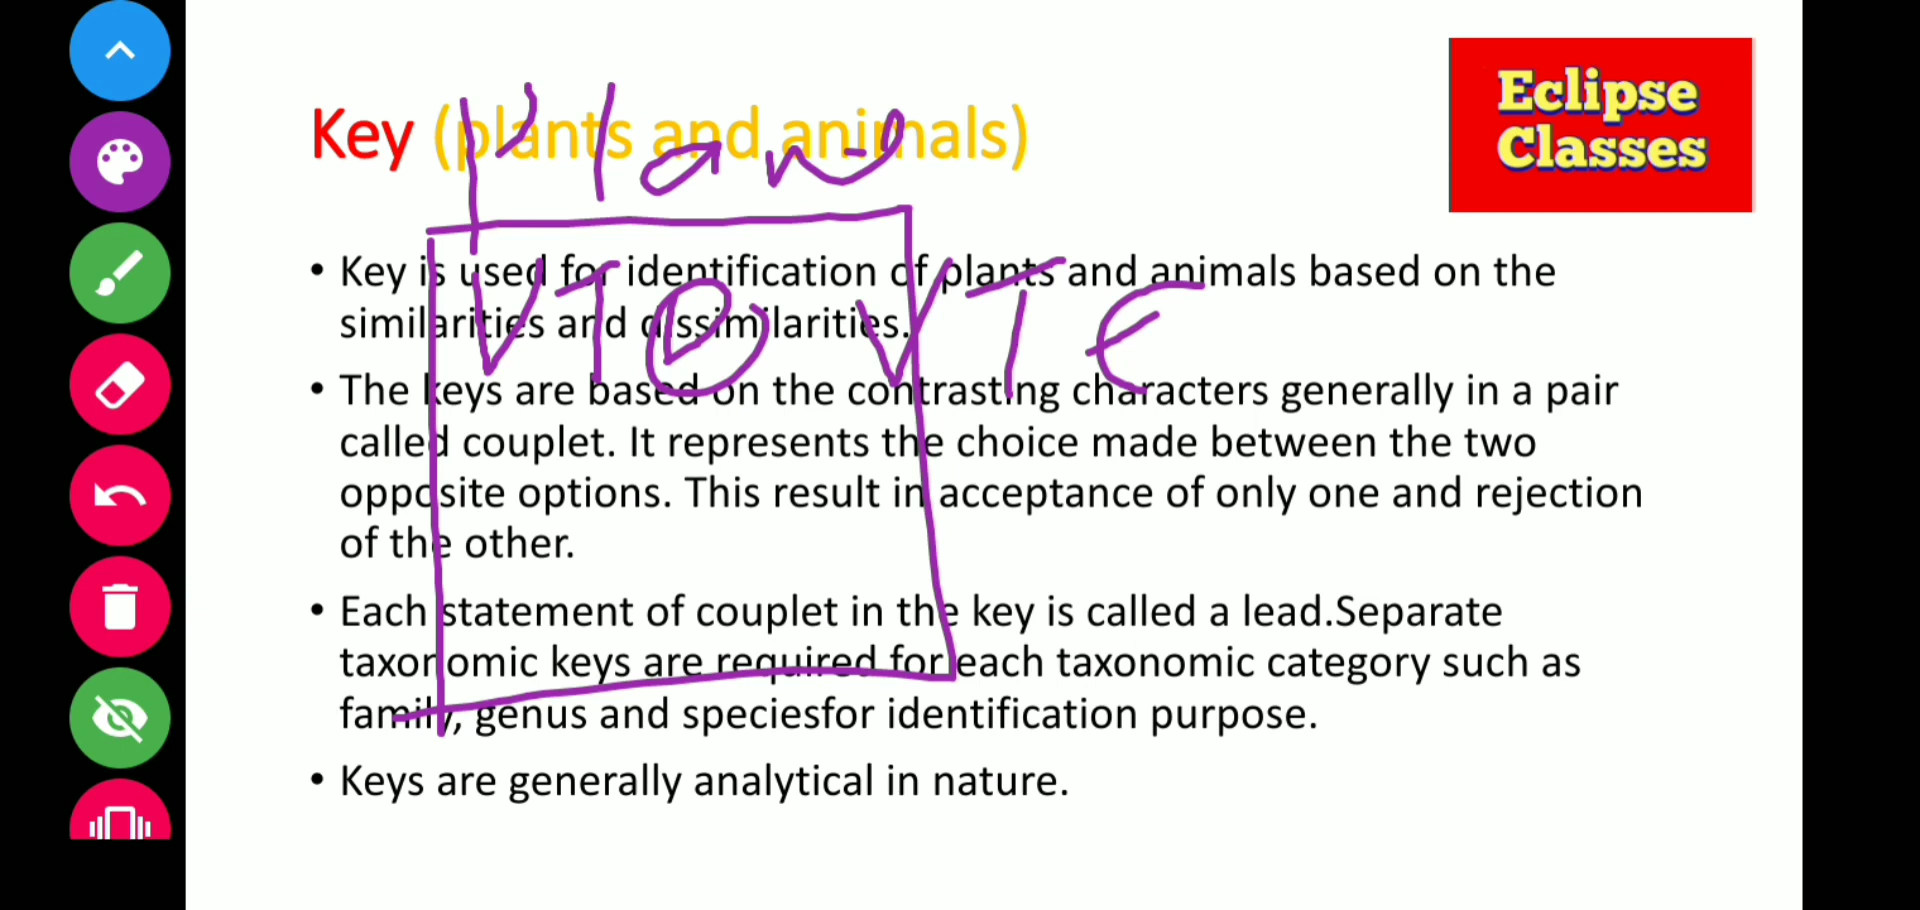 Eclipse
Classes
Key (plants and animals)
• Key is used for identification of plants and animals based on the
similarities and dissimilarities.
• The keys are based on the contrasting characters generally in a pair
called couplet. It represents the choice made between the two
opposite options. This result in acceptance of only one and rejection
of the other.
• Each statement of couplet in the key is called a lead.Separate
taxonomic keys are required for each taxonomic category such as
family, genus and speciesfor identification purpose.
• Keys are generally analytical in nature.